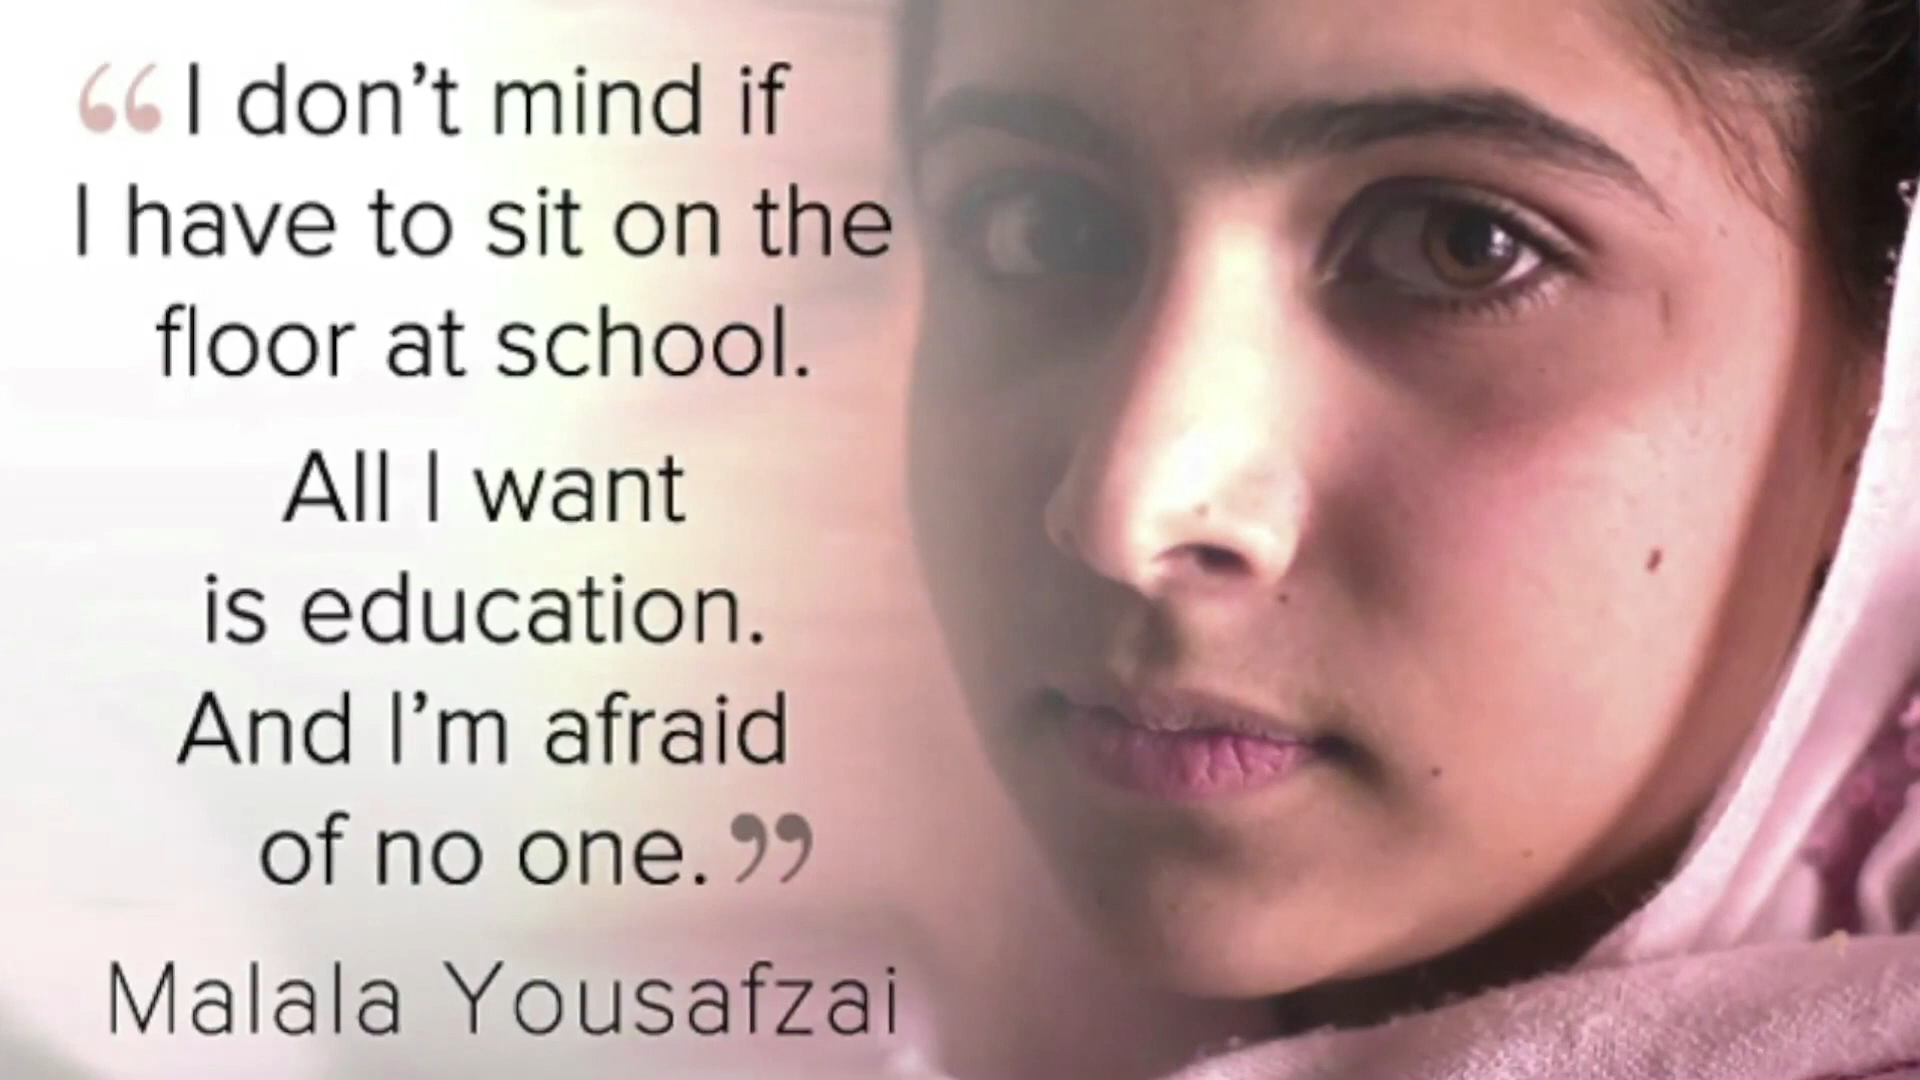 “I don’t mind if
I have to sit on the
floor at school.
All I want
is education.
And I’m afraid
of no one.”
Malala Yousafzai